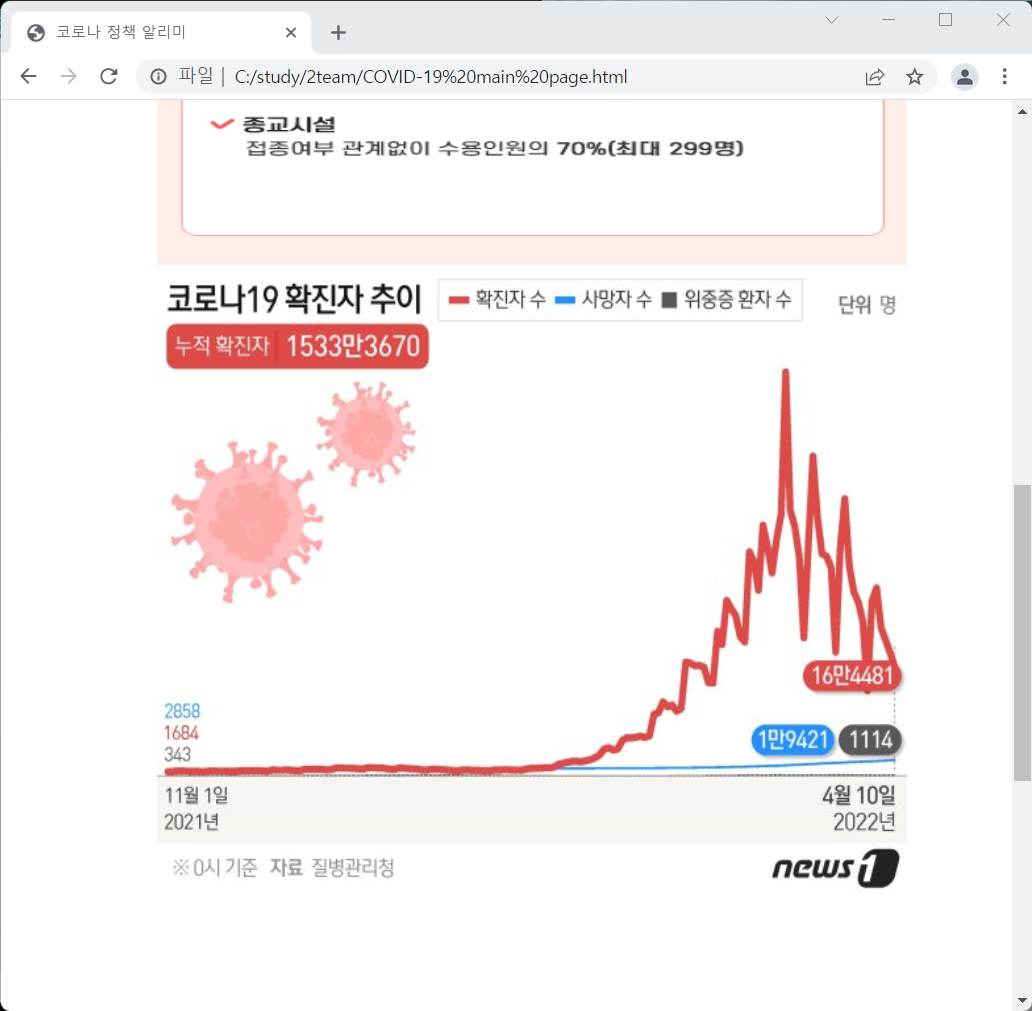 코로나 정책 알리미
파일 | C:/study/2team/COVID-19%20main%20page.html
종교시설
접종여부 관계없이 수용인원의 70%(최대 299명)
코로나19 확진자 추이
확진자 수 사망자 수 위중증 환자 수
단위 명
누적 확진자 1533만3670
16만4481
2858
1684
343
1만9421 1114
11월 1일
2021년
4월 10일
2022년
※ 0시 기준 자료 질병관리청
news1